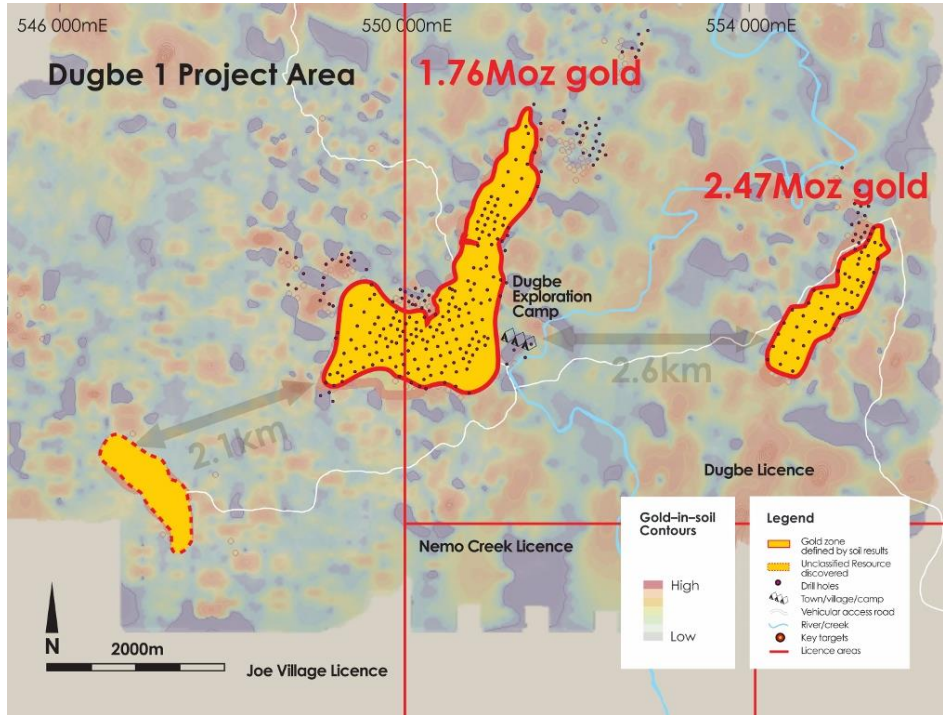 546 000mE
550 000mE
554 000mE
Dugbe 1 Project Area
1.76Moz gold
2.47Moz gold
Dugbe
Exploration
Camp
2.6km
2.1km
Dugbe Licence
Nemo Creek Licence
Joe Village Licence
N
2000m
Gold–in–soil
Contours
High
Low
Legend
Gold zone
defined by soil results
Unclassified Resource
discovered
Drill holes
Town/village/camp
Vehicular access road
River/creek
Key targets
Licence areas